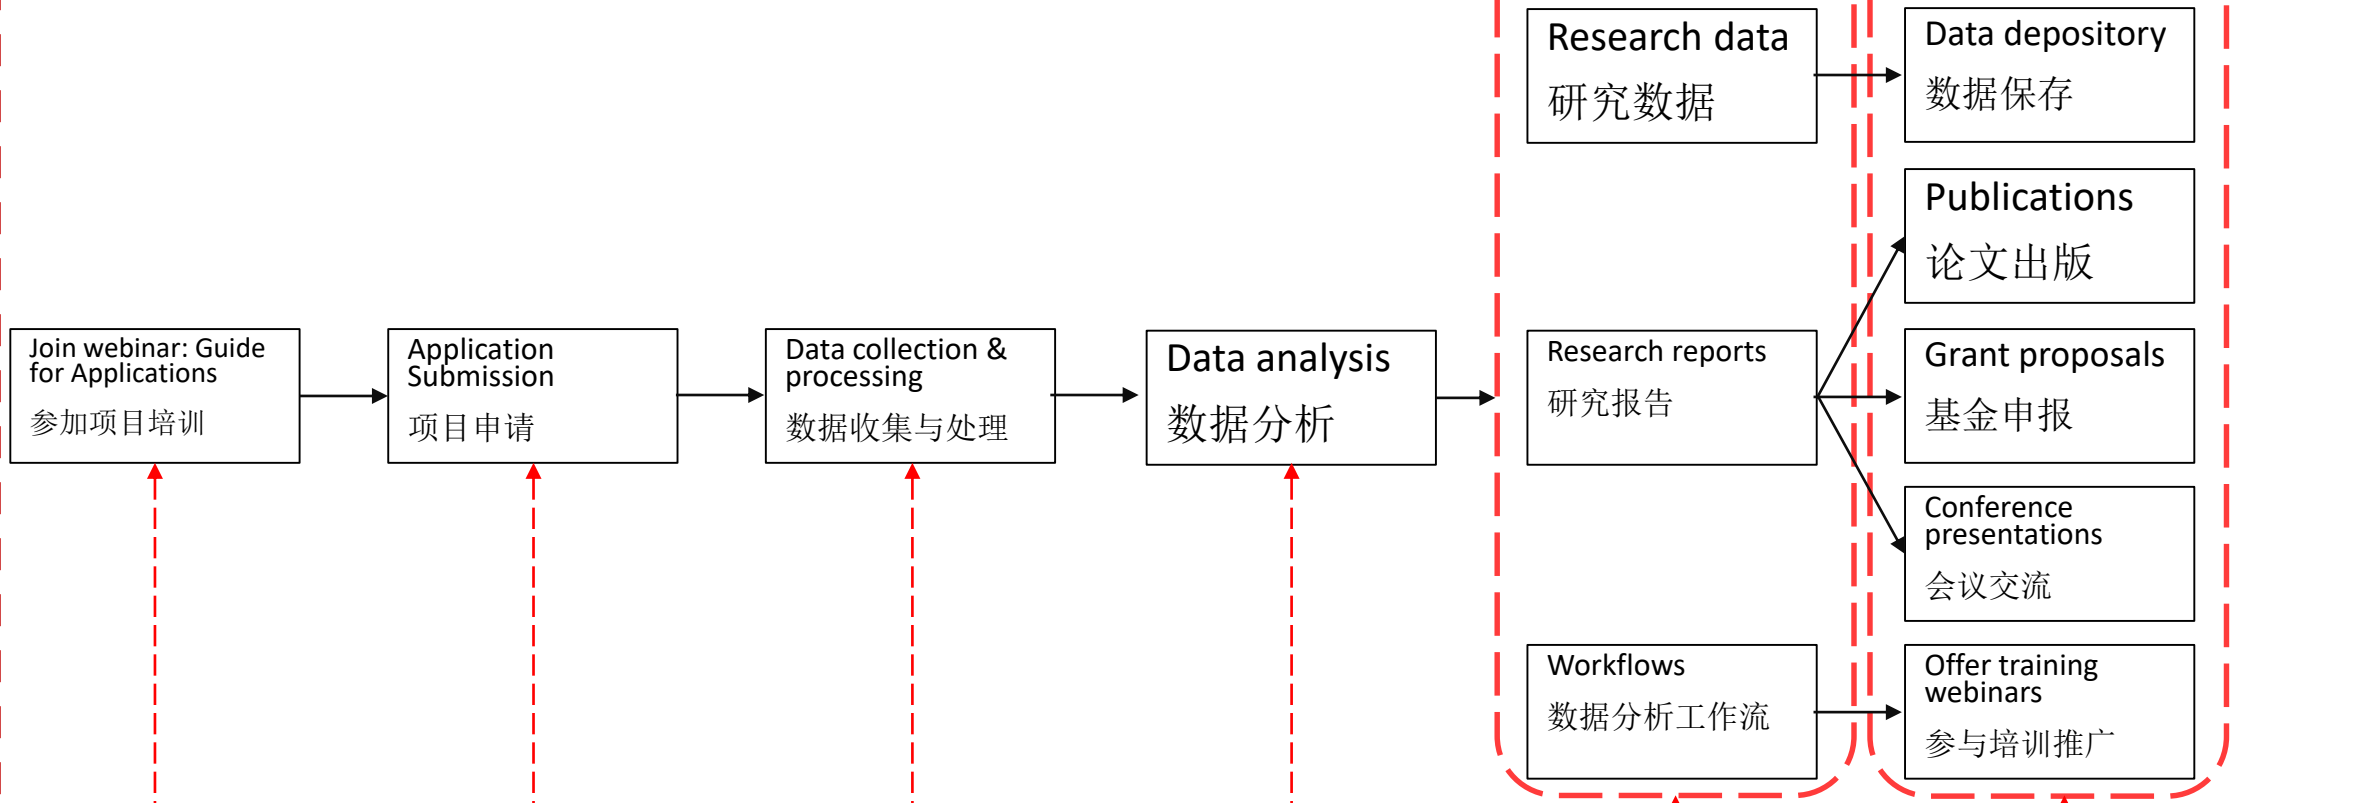 Join webinar: Guide
for Applications
参加项目培训
Application
Submission
项目申请
Data collection &
processing
数据收集与处理
Data analysis
数据分析
Research data
研究数据
Research reports
研究报告
Workflows
数据分析工作流
Data depository
数据保存
Publications
论文出版
Grant proposals
基金申报
Conference
presentations
会议交流
Offer training
webinars
参与培训推广